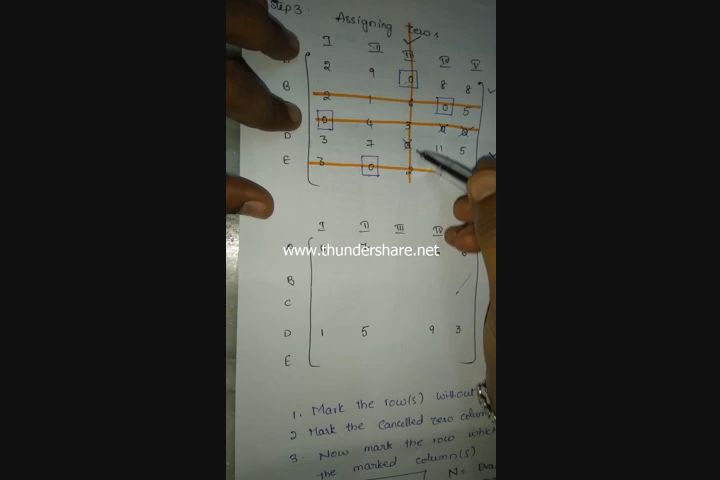 Step 3 : Assigning zeros
I II III IV V
2 9 0 8 8
B 2 1 0 5
0 4 3 0 0
D 3 7 0 11 5
E 3 0
I II III IV
www.thundershare.net
B
C
D 1 5 9 3
E
1. Mark the row(s) without
2. Mark the cancelled zero column
3. Now mark the row which
the marked column(s)
N =